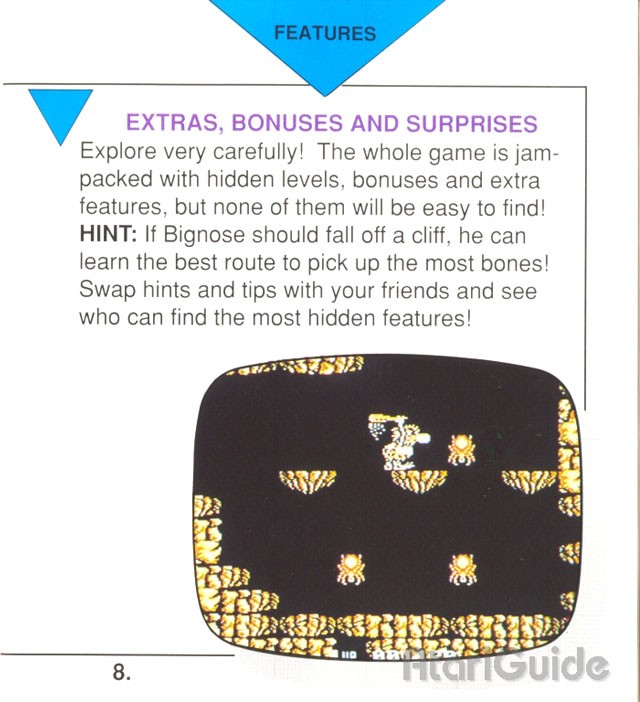 FEATURES
EXTRAS, BONUSES AND SURPRISES
Explore very carefully! The whole game is jam-
packed with hidden levels, bonuses and extra
features, but none of them will be easy to find!
HINT: If Bignose should fall off a cliff, he can
learn the best route to pick up the most bones!
Swap hints and tips with your friends and see
who can find the most hidden features!
8.
AtariGuide